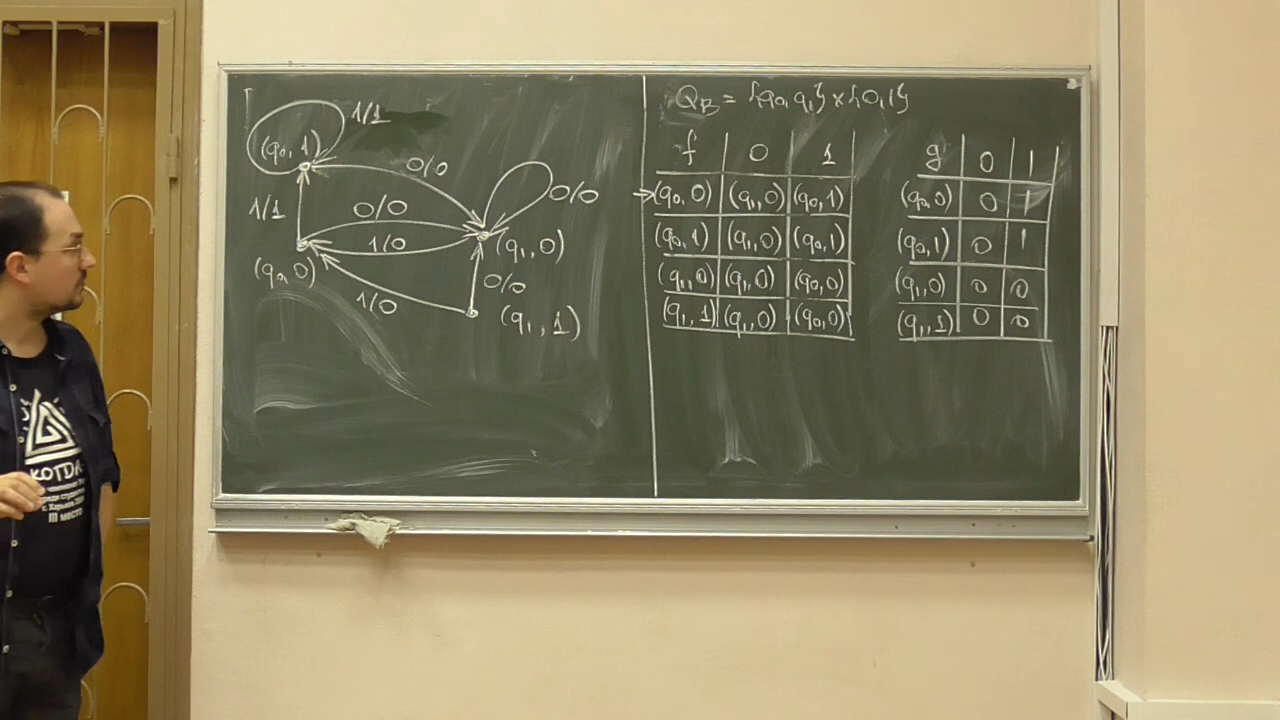 1/1
(q₀, 1)
0/0
0/0
1/1
0/0
1/0
(q₁, 0)
(q₀, 0)
0/0
1/0
(q₁, 1)
Q_B = {q₀, q₁} × {0, 1}
f 0 1
(q₀, 0) (q₁, 0) (q₀, 1)
(q₀, 1) (q₁, 0) (q₀, 1)
(q₁, 0) (q₁, 0) (q₀, 0)
(q₁, 1) (q₁, 0) (q₀, 0)
g 0 1
(q₀, 0) 0 1
(q₀, 1) 0 1
(q₁, 0) 0 0
(q₁, 1) 0 0
г. Харьков
III место